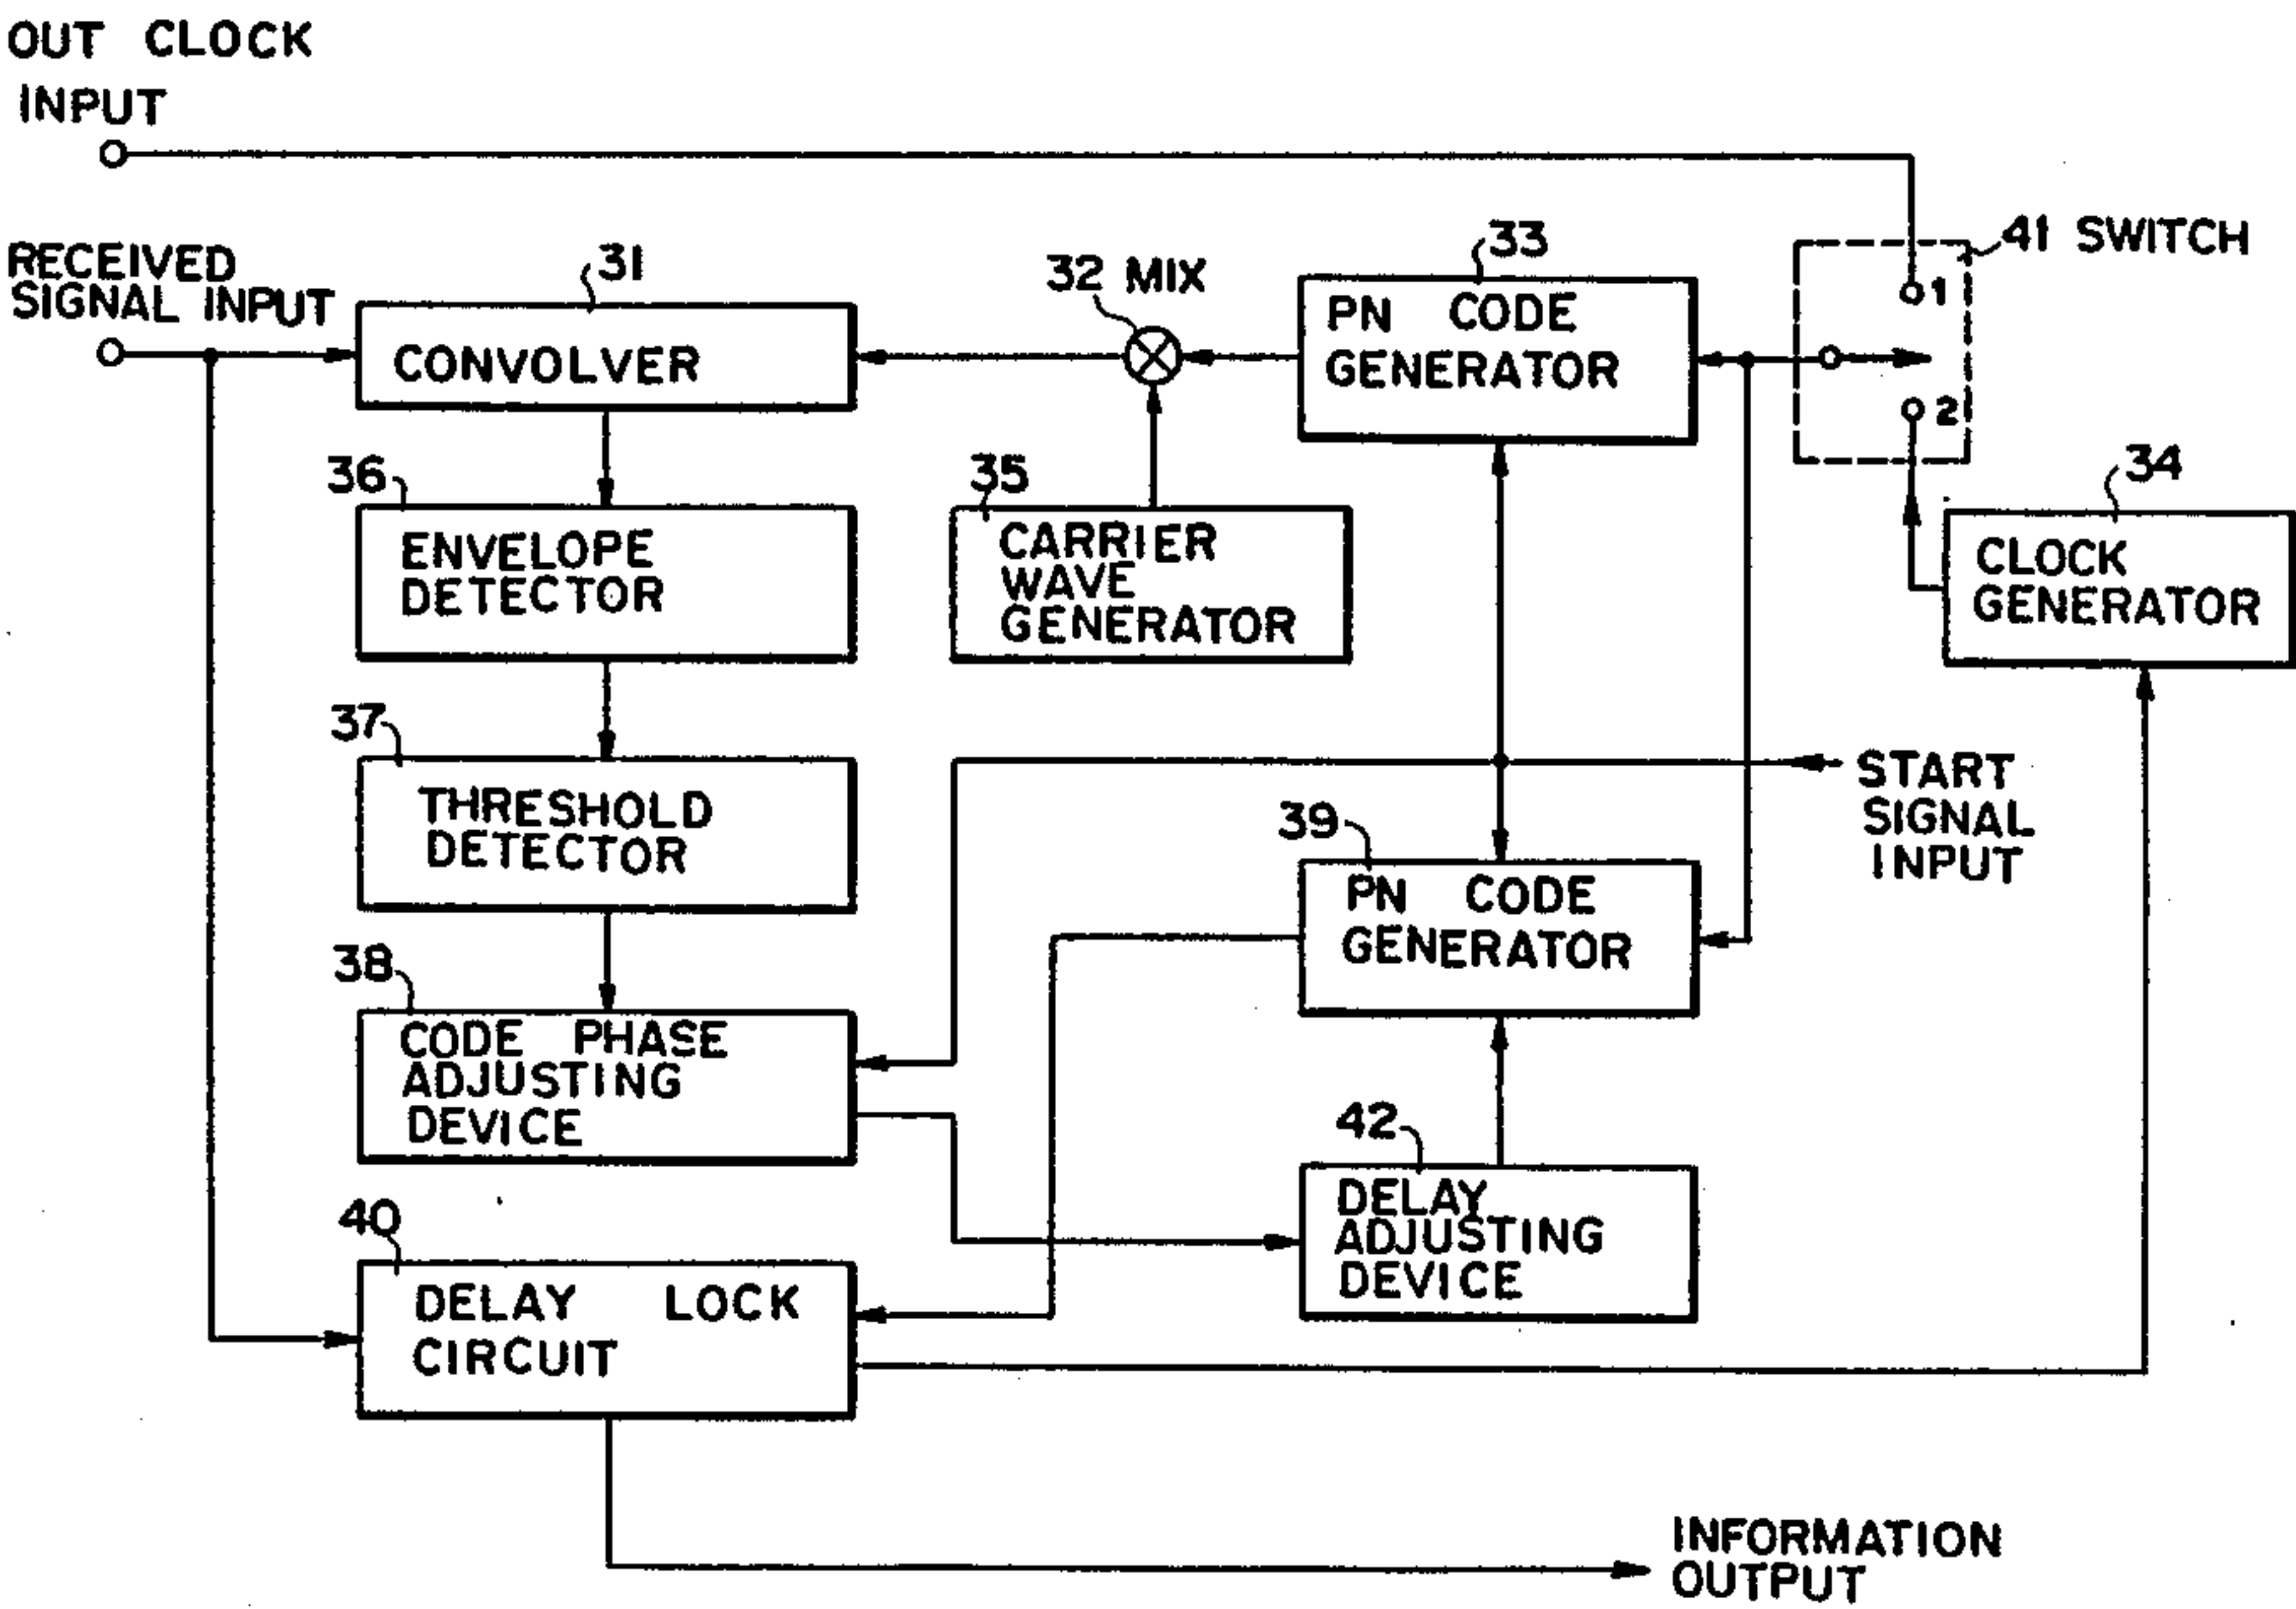 OUT CLOCK
INPUT
RECEIVED
SIGNAL INPUT
31
CONVOLVER
32 MIX
33
PN CODE
GENERATOR
41 SWITCH
1
2
34
CLOCK
GENERATOR
35
CARRIER
WAVE
GENERATOR
36
ENVELOPE
DETECTOR
37
THRESHOLD
DETECTOR
START
SIGNAL
INPUT
39
PN CODE
GENERATOR
38
CODE PHASE
ADJUSTING
DEVICE
42
DELAY
ADJUSTING
DEVICE
40
DELAY LOCK
CIRCUIT
INFORMATION
OUTPUT